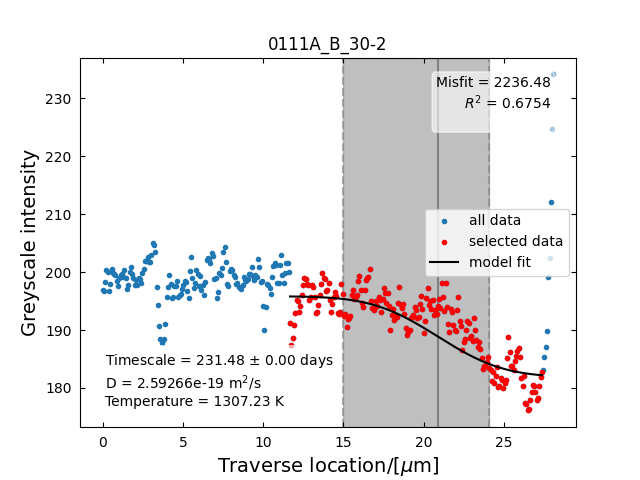 0111A_B_30-2
Misfit = 2236.48
R² = 0.6754
Greyscale intensity
230
220
210
200
190
180
all data
selected data
model fit
Timescale = 231.48 ± 0.00 days
D = 2.59266e-19 m²/s
Temperature = 1307.23 K
0 5 10 15 20 25
Traverse location/[μm]